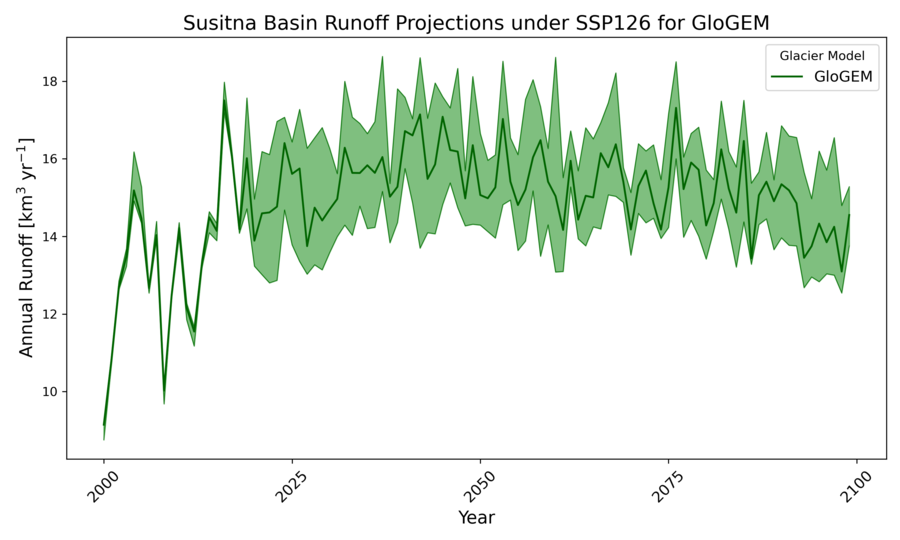 Susitna Basin Runoff Projections under SSP126 for GloGEM
Glacier Model
GloGEM
Annual Runoff [km³ yr⁻¹]
18
16
14
12
10
2000
2025
2050
2075
2100
Year